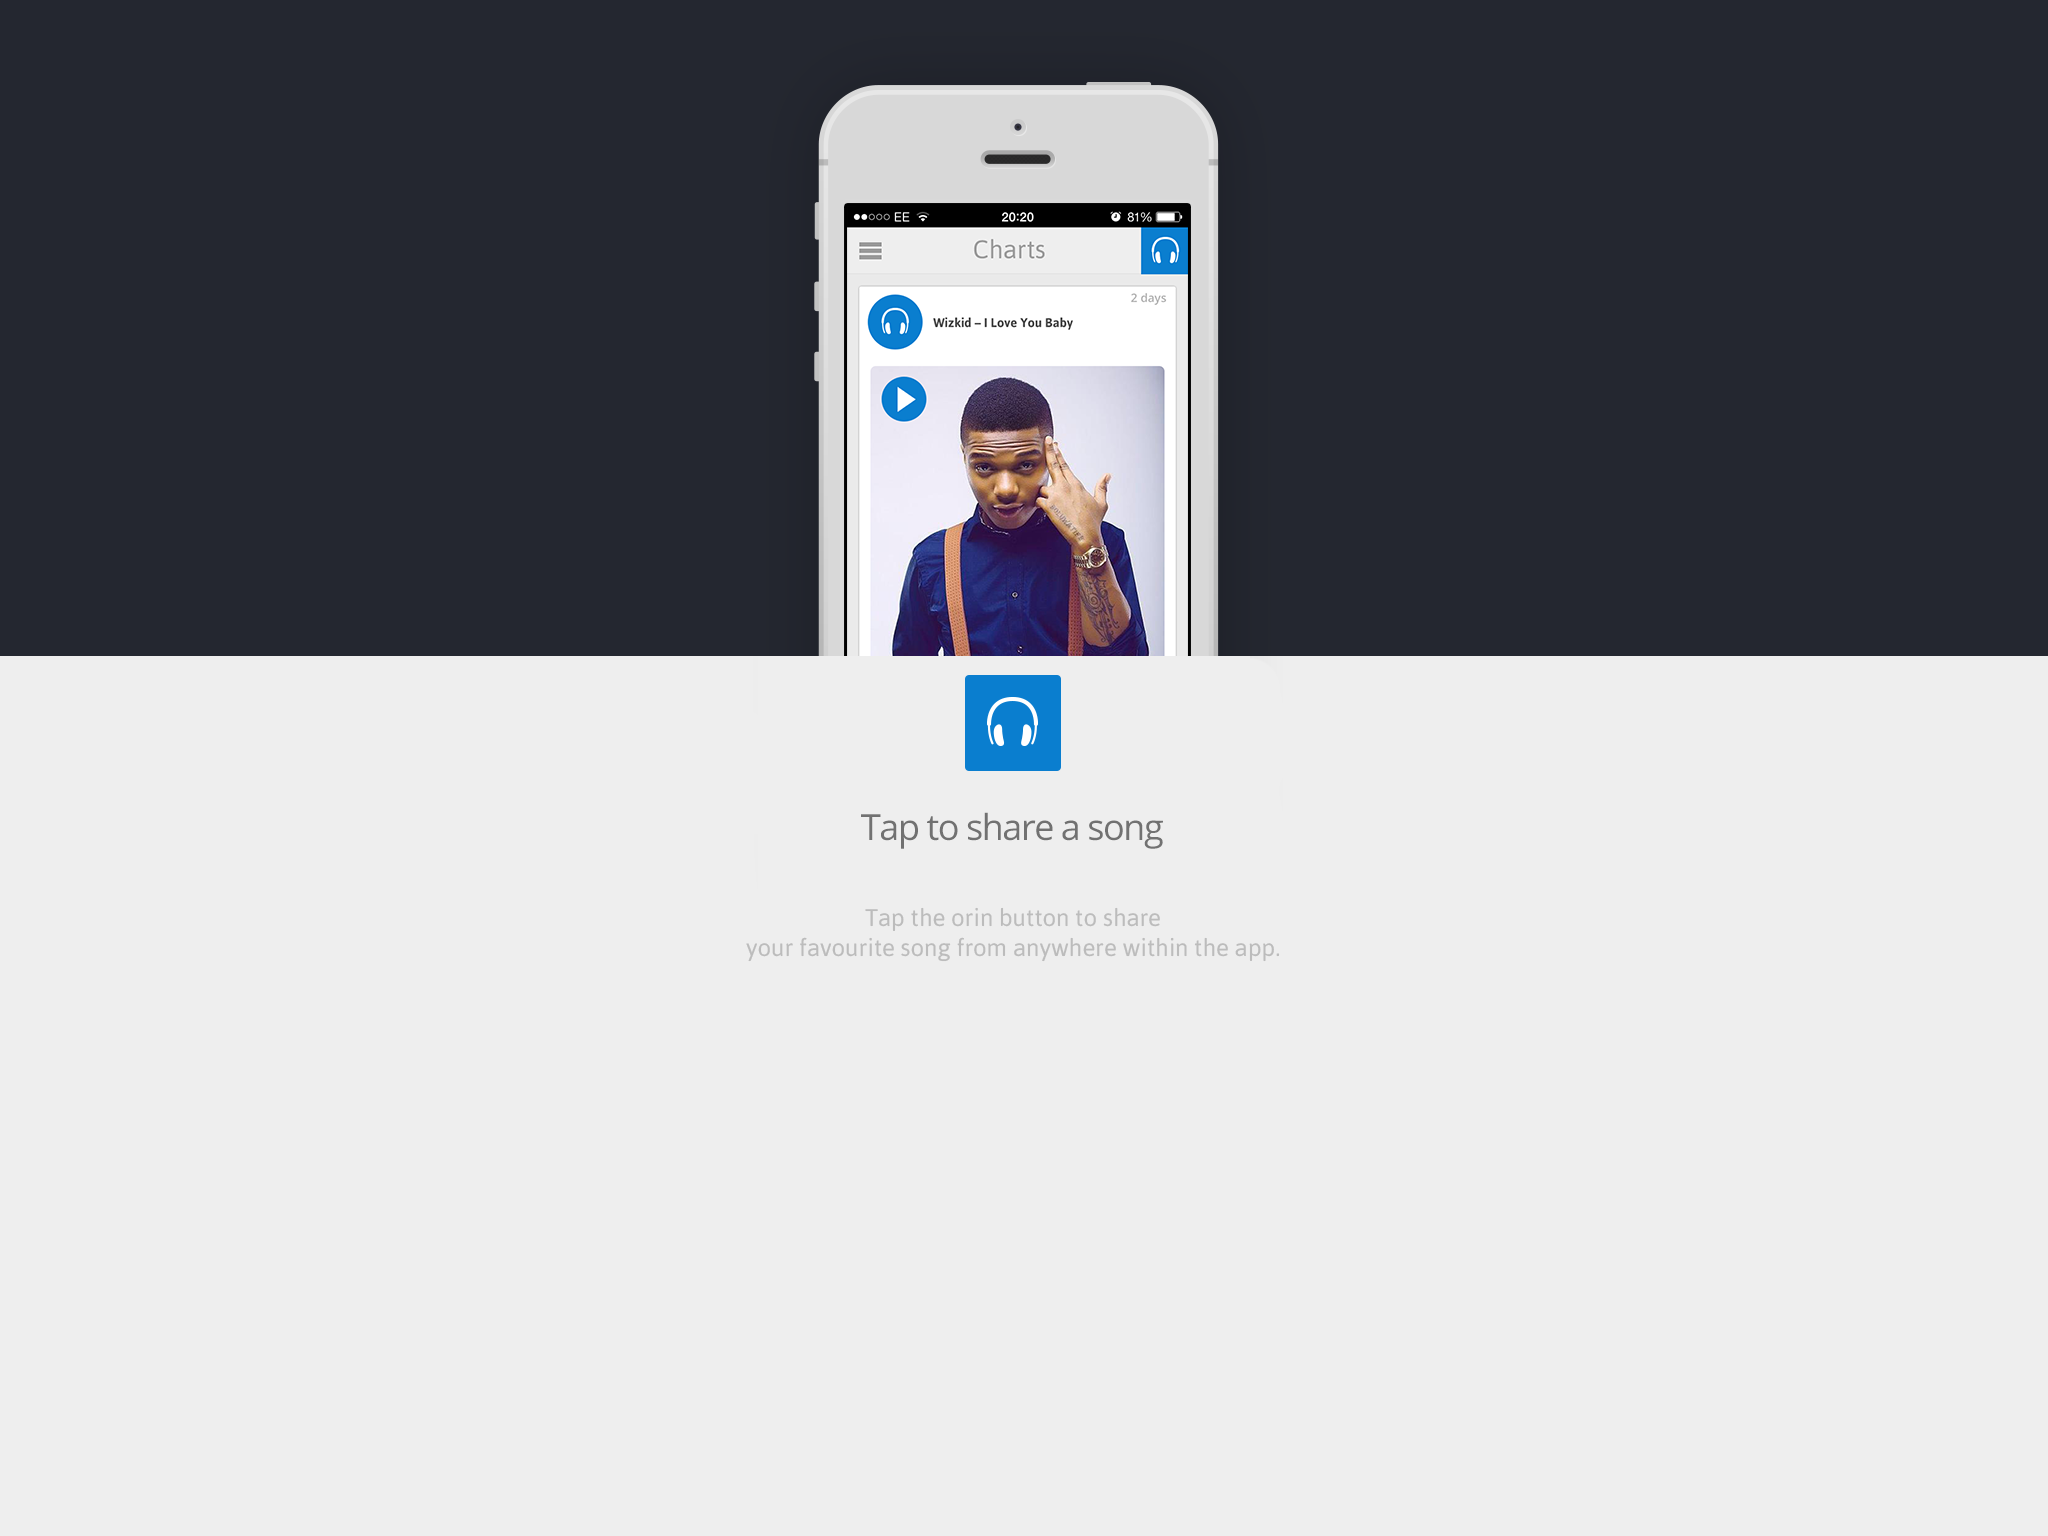 EE 20:20 81%
Charts
2 days
Wizkid – I Love You Baby
Tap to share a song
Tap the orin button to share
your favourite song from anywhere within the app.